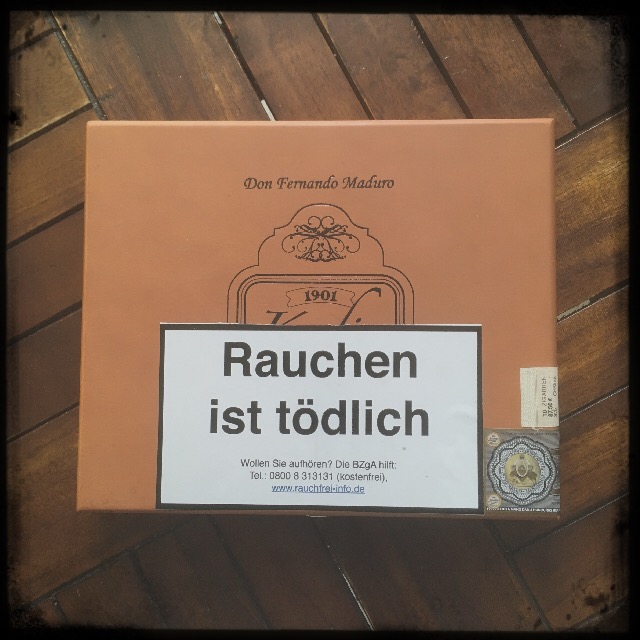 Don Fernando Maduro
1901
Rauchen
ist tödlich
Wollen Sie aufhören? Die BZgA hilft:
Tel.: 0800 8 313131 (kostenfrei),
www.rauchfrei-info.de